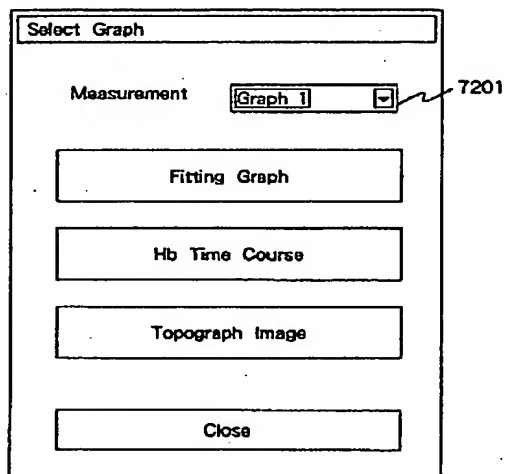 Select Graph
Measurement Graph 1 7201
Fitting Graph
Hb Time Course
Topograph Image
Close